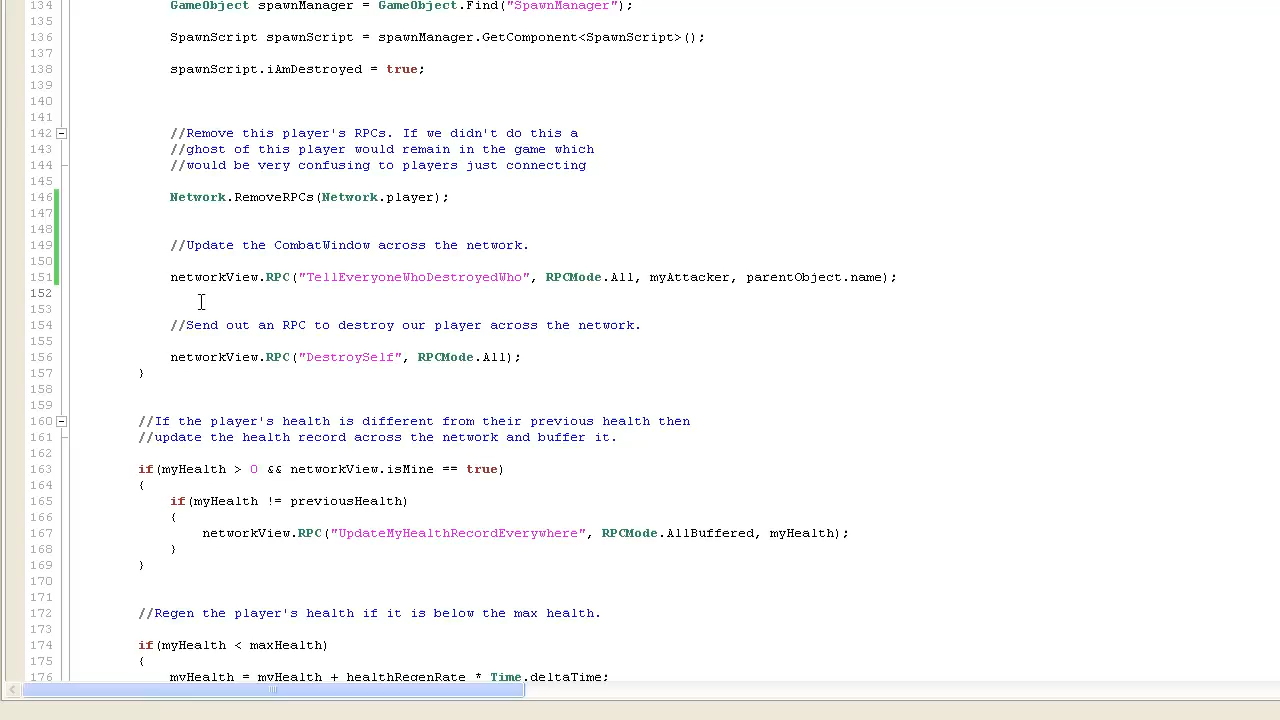 134 GameObject spawnManager = GameObject.Find("SpawnManager");
135
136 SpawnScript spawnScript = spawnManager.GetComponent<SpawnScript>();
137
138 spawnScript.iAmDestroyed = true;
139
140
141
142 //Remove this player's RPCs. If we didn't do this a
143 //ghost of this player would remain in the game which
144 //would be very confusing to players just connecting
145
146 Network.RemoveRPCs(Network.player);
147
148
149 //Update the CombatWindow across the network.
150
151 networkView.RPC("TellEveryoneWhoDestroyedWho", RPCMode.All, myAttacker, parentObject.name);
152
153
154 //Send out an RPC to destroy our player across the network.
155
156 networkView.RPC("DestroySelf", RPCMode.All);
157 }
158
159
160 //If the player's health is different from their previous health then
161 //update the health record across the network and buffer it.
162
163 if(myHealth > 0 && networkView.isMine == true)
164 {
165 if(myHealth != previousHealth)
166 {
167 networkView.RPC("UpdateMyHealthRecordEverywhere", RPCMode.AllBuffered, myHealth);
168 }
169 }
170
171
172 //Regen the player's health if it is below the max health.
173
174 if(myHealth < maxHealth)
175 {
176 myHealth = myHealth + healthRegenRate * Time.deltaTime;